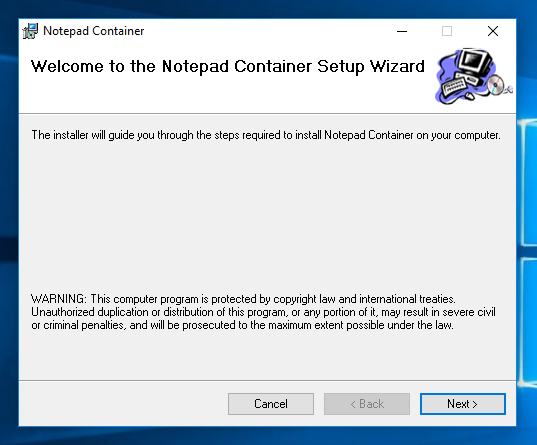 Notepad Container
Welcome to the Notepad Container Setup Wizard
The installer will guide you through the steps required to install Notepad Container on your computer.
WARNING: This computer program is protected by copyright law and international treaties.
Unauthorized duplication or distribution of this program, or any portion of it, may result in severe civil
or criminal penalties, and will be prosecuted to the maximum extent possible under the law.
Cancel
< Back
Next >